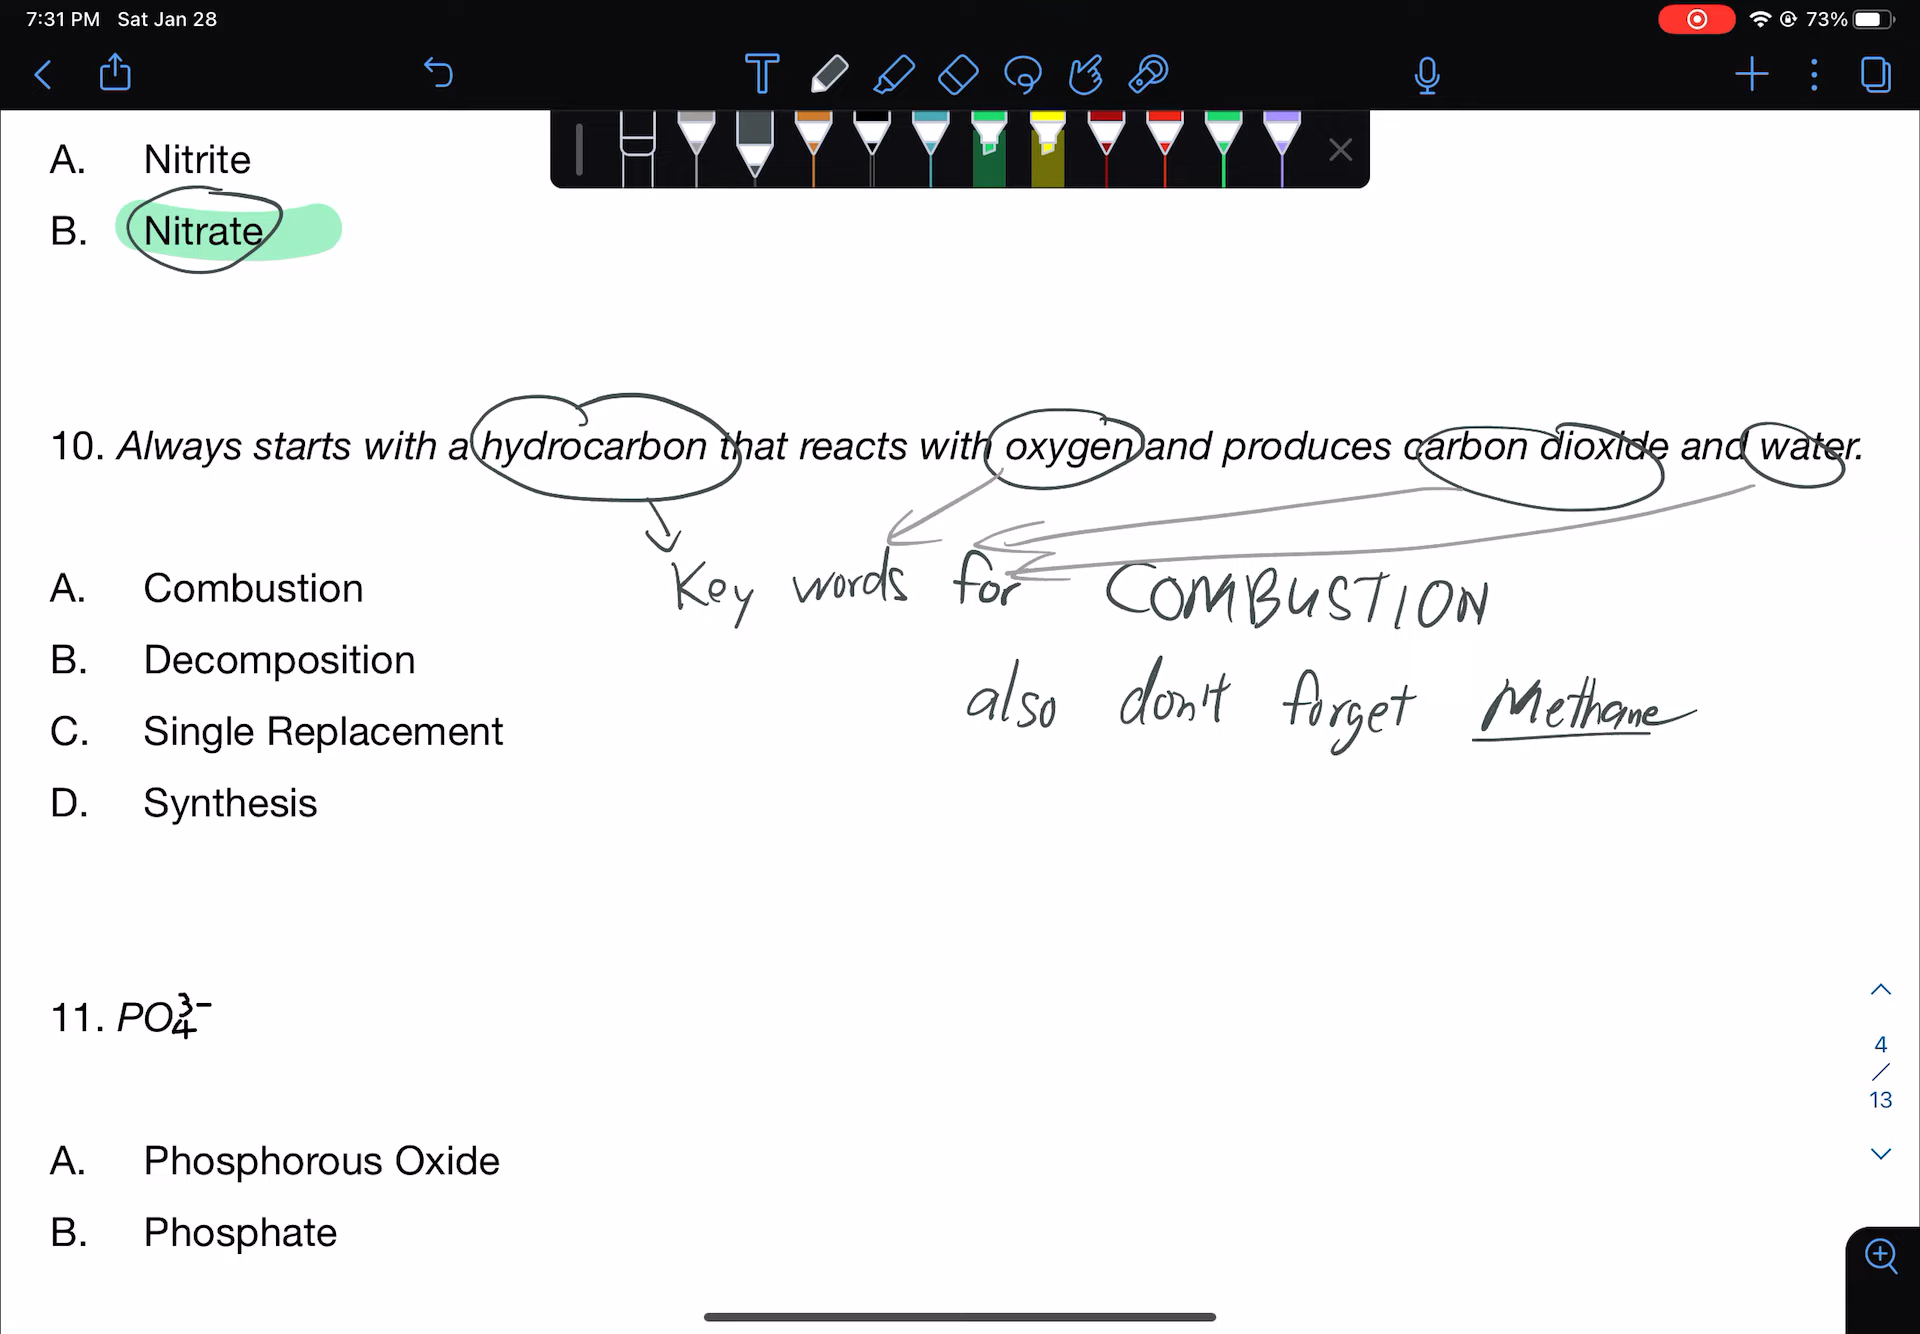 7:31 PM Sat Jan 28
73%
A. Nitrite
B. Nitrate
10. Always starts with a hydrocarbon that reacts with oxygen and produces carbon dioxide and water.
A. Combustion
Key words for COMBUSTION
B. Decomposition
also don't forget Methane
C. Single Replacement
D. Synthesis
11. PO₄³⁻
4
/
13
A. Phosphorous Oxide
B. Phosphate